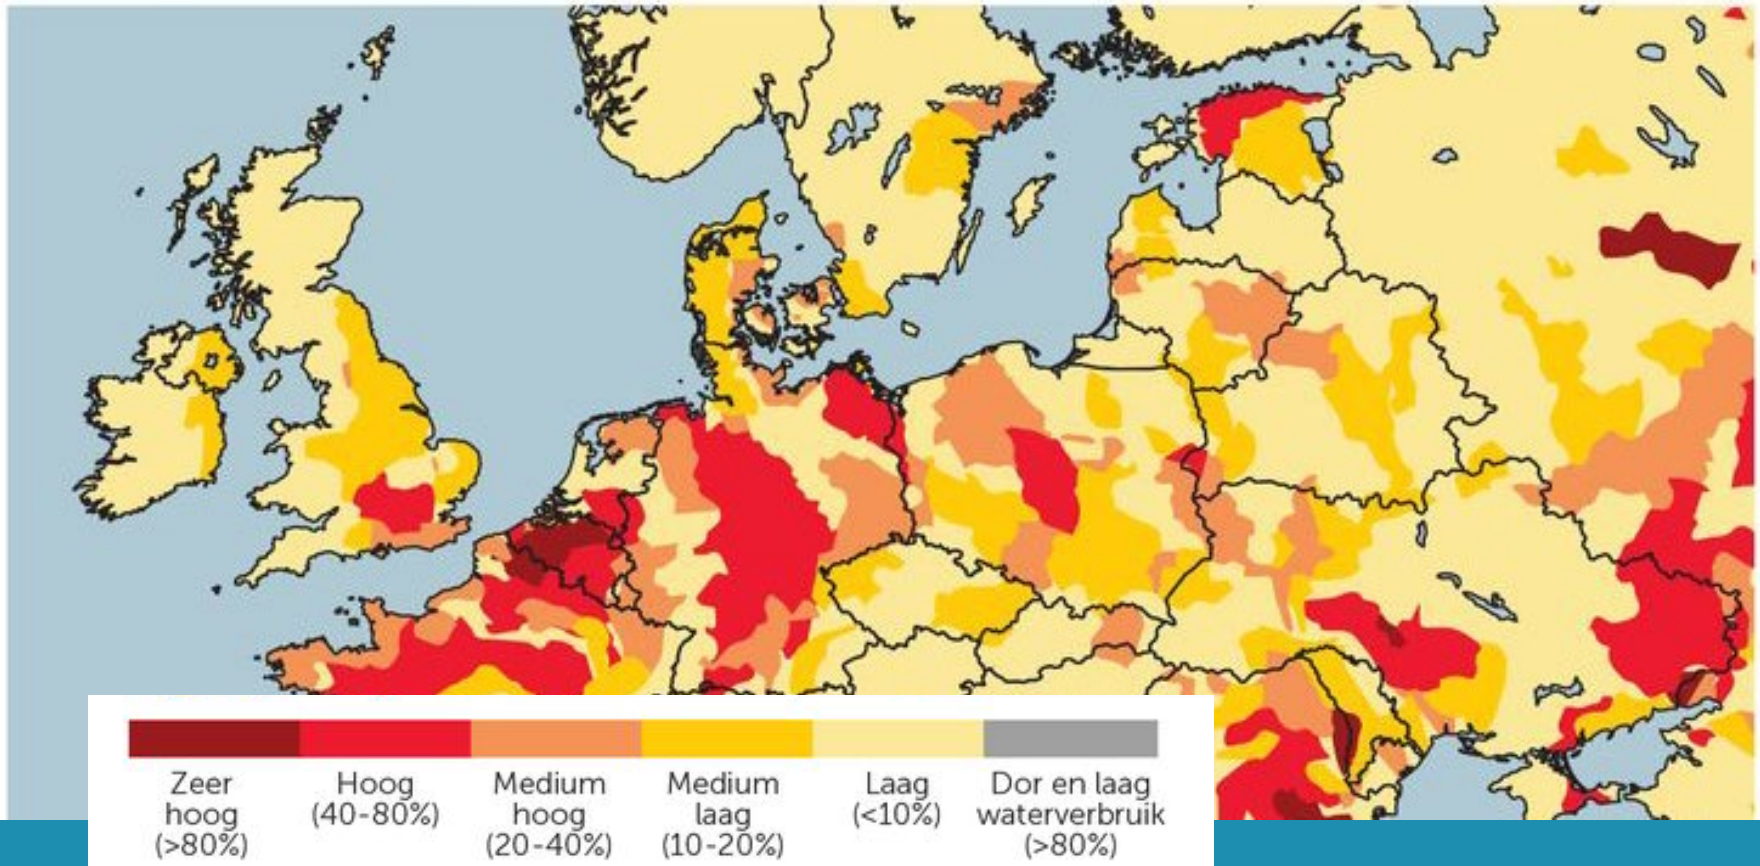 Zeer
hoog
(>80%)
Hoog
(40-80%)
Medium
hoog
(20-40%)
Medium
laag
(10-20%)
Laag
(<10%)
Dor en laag
waterverbruik
(>80%)